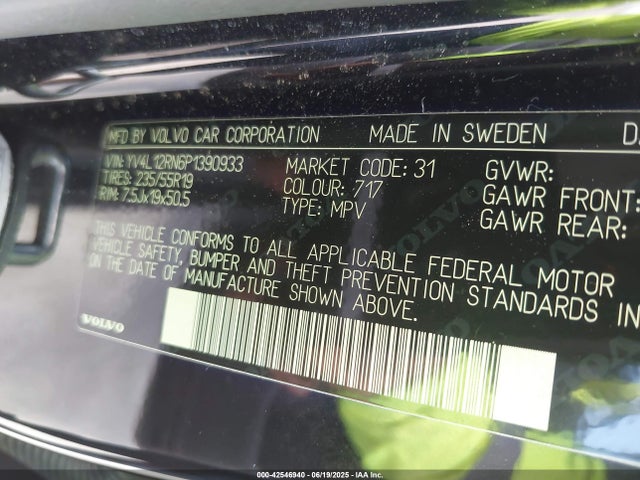 MFD BY VOLVO CAR CORPORATION MADE IN SWEDEN
VIN: YV4L12RN6P1390933 MARKET CODE: 31 GVWR:
TIRES: 235/55R19 COLOUR: 717 GAWR FRONT:
RIM: 7.5Jx19x50.5 TYPE: MPV GAWR REAR:
THIS VEHICLE CONFORMS TO ALL APPLICABLE FEDERAL MOTOR
VEHICLE SAFETY, BUMPER AND THEFT PREVENTION STANDARDS IN
ON THE DATE OF MANUFACTURE SHOWN ABOVE.
VOLVO
000-42546940 - 06/19/2025 - IAA Inc.